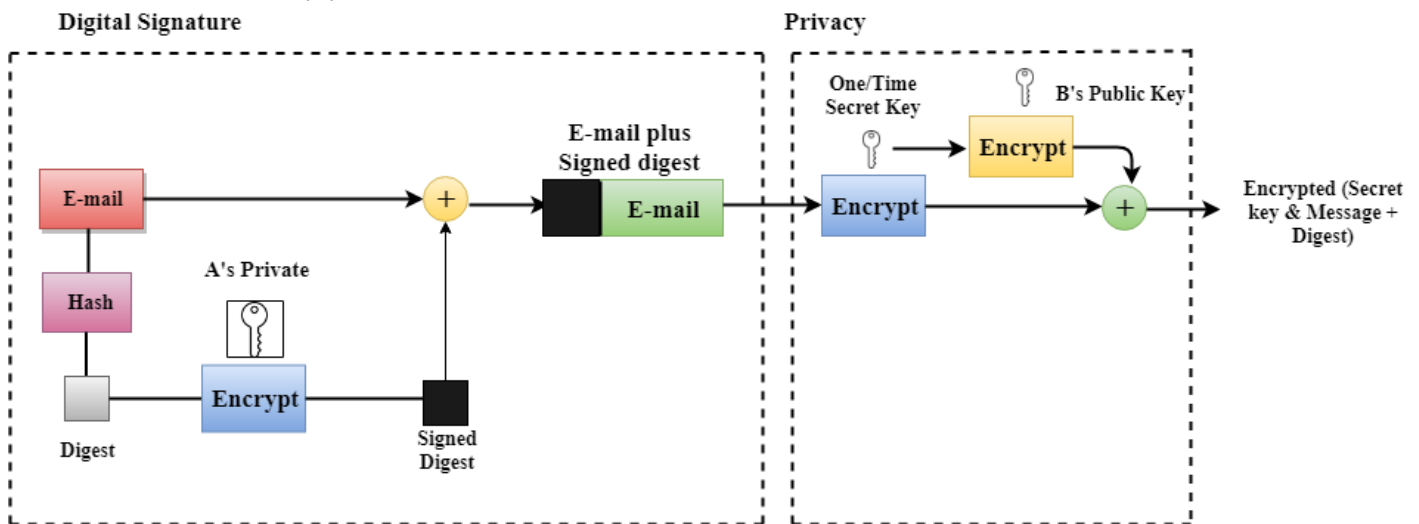 Digital Signature
Privacy
E-mail
Hash
Digest
A's Private
Encrypt
Signed
Digest
+
E-mail plus
Signed digest
E-mail
One/Time
Secret Key
Encrypt
B's Public Key
Encrypt
+
Encrypted (Secret
key & Message +
Digest)